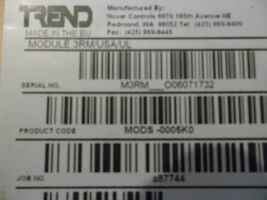 TREND
MADE IN THE EU
Manufactured By:
Novar Controls 6670 185th Avenue NE
Redmond, WA 98052 Tel: (425) 869-8400
Fax: (425) 869-8445
MODULE 3RM/USA/UL
SERIAL NO.
M3RM__O06071732
PRODUCT CODE
MODS -0005K0
JOB NO.
a87744